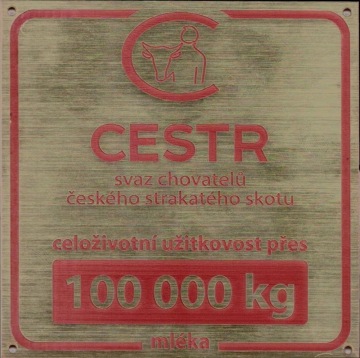 CESTR
svaz chovatelů
českého strakatého skotu
celoživotní užitkovost přes
100 000 kg
mléka